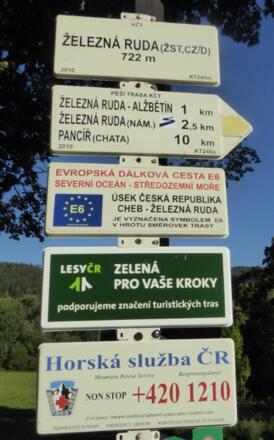 KČT
ŽELEZNÁ RUDA (ŽST,CZ/D)
722 m
2010 KT240m
PĚŠÍ TRASA KČT
ŽELEZNÁ RUDA - ALŽBĚTÍN 1 km
ŽELEZNÁ RUDA (NÁM.) 2,5 km
PANCÍŘ (CHATA) 10 km
2010 KT240a
EVROPSKÁ DÁLKOVÁ CESTA E6
SEVERNÍ OCEÁN - STŘEDOZEMNÍ MOŘE
E6
ÚSEK ČESKÁ REPUBLIKA
CHEB - ŽELEZNÁ RUDA
JE VYZNAČENA SYMBOLEM E6
V HROTU SMĚROVEK TRASY
LESYČR
ZELENÁ
PRO VAŠE KROKY
podporujeme značení turistických tras
Horská služba ČR
Mountain Rescue Service Bergrettungsdienst
NON STOP +420 1210